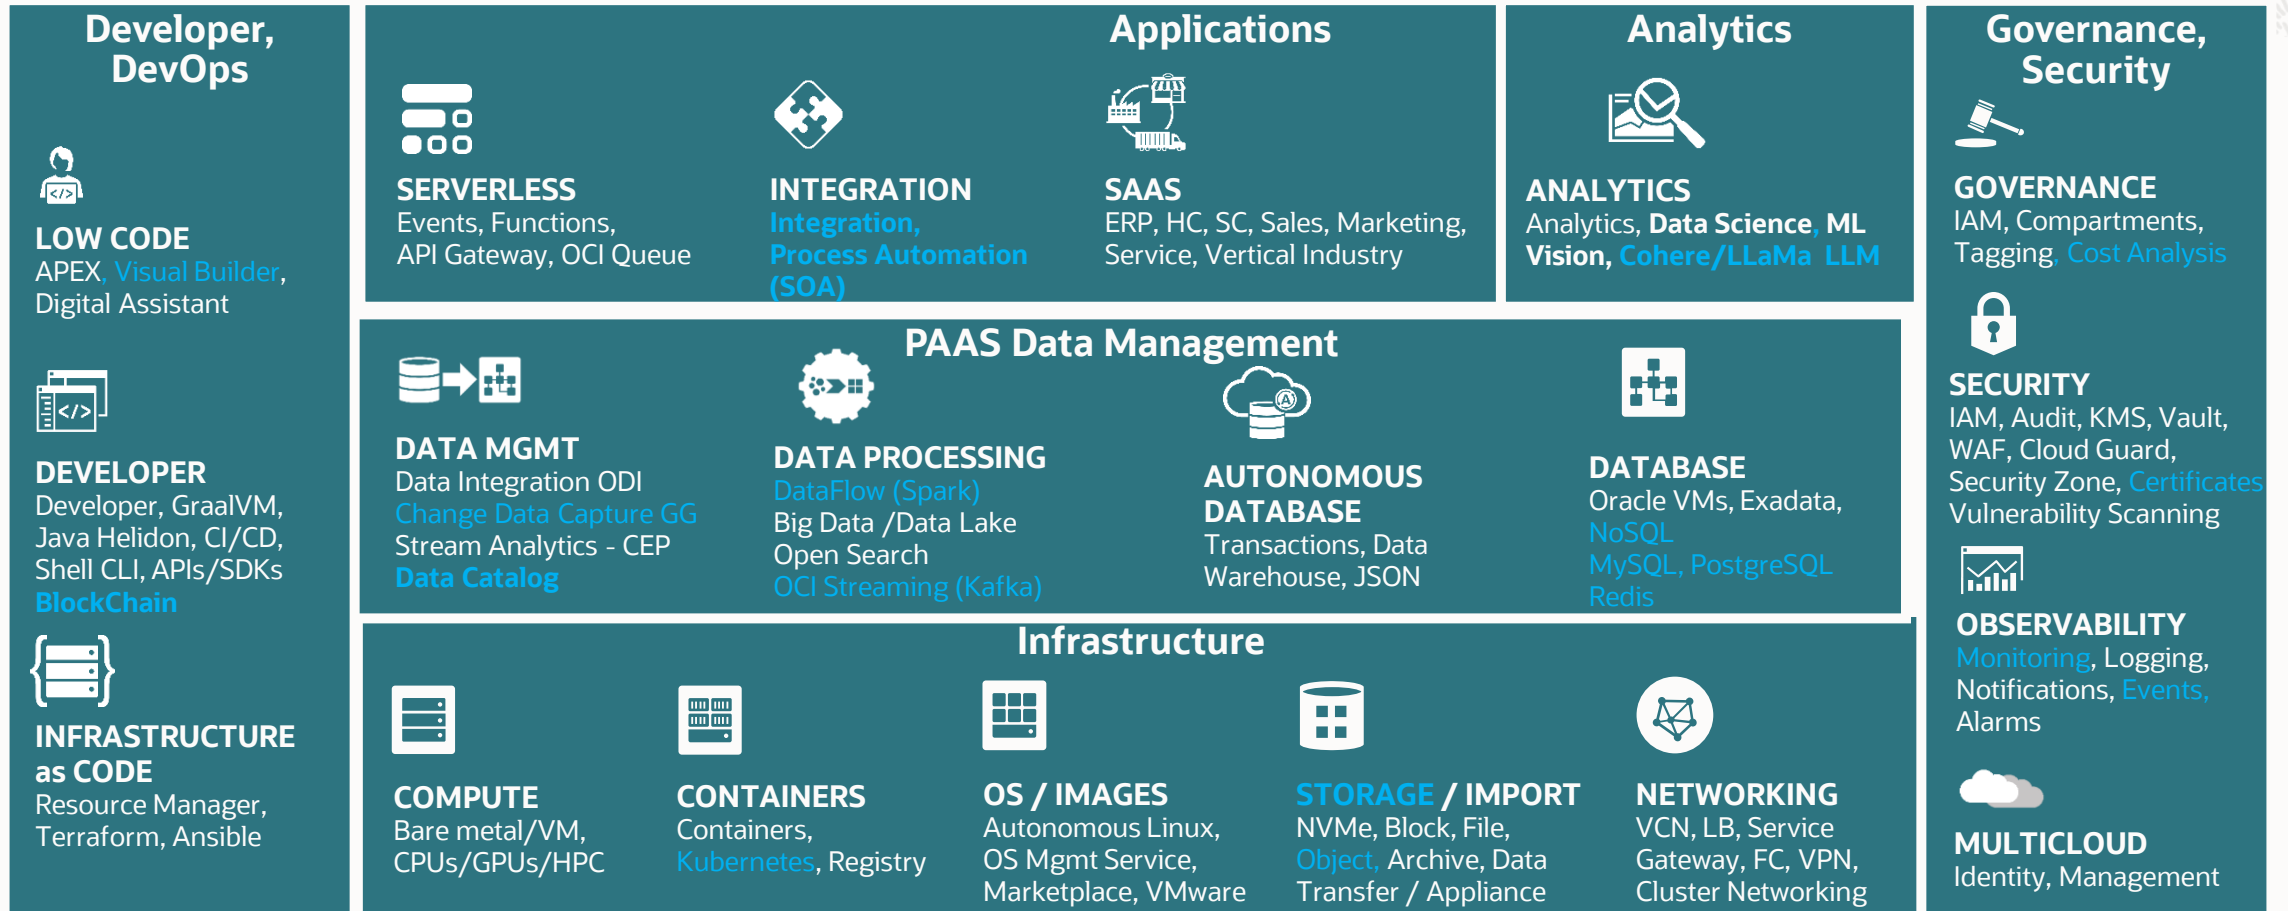 Developer,
DevOps
LOW CODE
APEX, Visual Builder,
Digital Assistant
DEVELOPER
Developer, GraalVM,
Java Helidon, CI/CD,
Shell CLI, APIs/SDKs
BlockChain
INFRASTRUCTURE
as CODE
Resource Manager,
Terraform, Ansible
Applications
SERVERLESS
Events, Functions,
API Gateway, OCI Queue
INTEGRATION
Integration,
Process Automation
(SOA)
SAAS
ERP, HC, SC, Sales, Marketing,
Service, Vertical Industry
Analytics
ANALYTICS
Analytics, Data Science, ML
Vision, Cohere/LLaMa LLM
PAAS Data Management
DATA MGMT
Data Integration ODI
Change Data Capture GG
Stream Analytics - CEP
Data Catalog
DATA PROCESSING
DataFlow (Spark)
Big Data /Data Lake
Open Search
OCI Streaming (Kafka)
A
AUTONOMOUS
DATABASE
Transactions, Data
Warehouse, JSON
DATABASE
Oracle VMs, Exadata,
NoSQL
MySQL, PostgreSQL
Redis
Infrastructure
COMPUTE
Bare metal/VM,
CPUs/GPUs/HPC
CONTAINERS
Containers,
Kubernetes, Registry
OS / IMAGES
Autonomous Linux,
OS Mgmt Service,
Marketplace, VMware
STORAGE / IMPORT
NVMe, Block, File,
Object, Archive, Data
Transfer / Appliance
NETWORKING
VCN, LB, Service
Gateway, FC, VPN,
Cluster Networking
Governance,
Security
GOVERNANCE
IAM, Compartments,
Tagging, Cost Analysis
SECURITY
IAM, Audit, KMS, Vault,
WAF, Cloud Guard,
Security Zone, Certificates
Vulnerability Scanning
OBSERVABILITY
Monitoring, Logging,
Notifications, Events,
Alarms
MULTICLOUD
Identity, Management